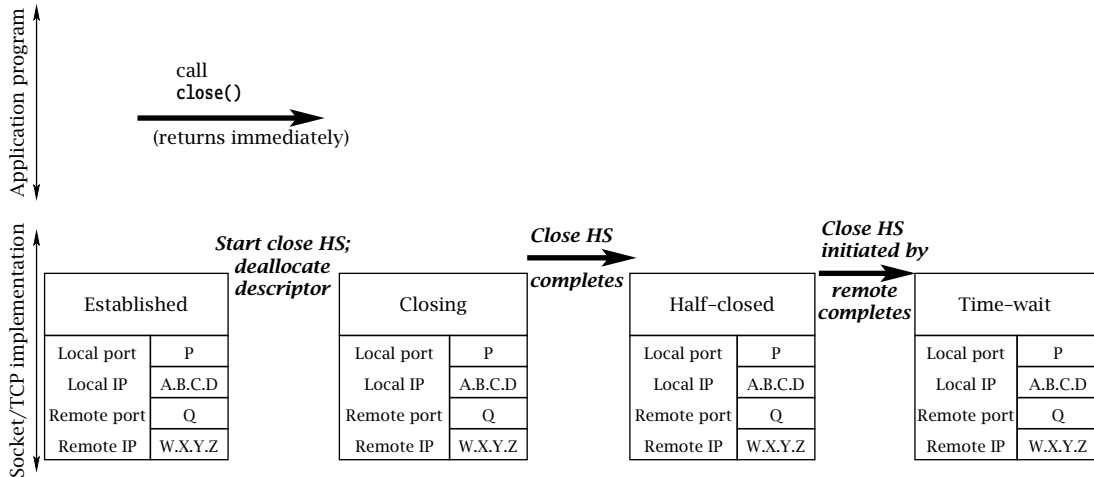 Application program
call
close()
(returns immediately)
Socket/TCP implementation
Start close HS;
deallocate
descriptor
Close HS
completes
Close HS
initiated by
remote
completes
Established
Local port P
Local IP A.B.C.D
Remote port Q
Remote IP W.X.Y.Z
Closing
Local port P
Local IP A.B.C.D
Remote port Q
Remote IP W.X.Y.Z
Half-closed
Local port P
Local IP A.B.C.D
Remote port Q
Remote IP W.X.Y.Z
Time-wait
Local port P
Local IP A.B.C.D
Remote port Q
Remote IP W.X.Y.Z